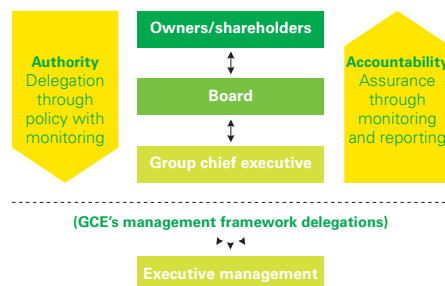 Owners/shareholders
Authority
Delegation
through
policy with
monitoring
Board
Accountability
Assurance
through
monitoring
and reporting
Group chief executive
(GCE's management framework delegations)
Executive management